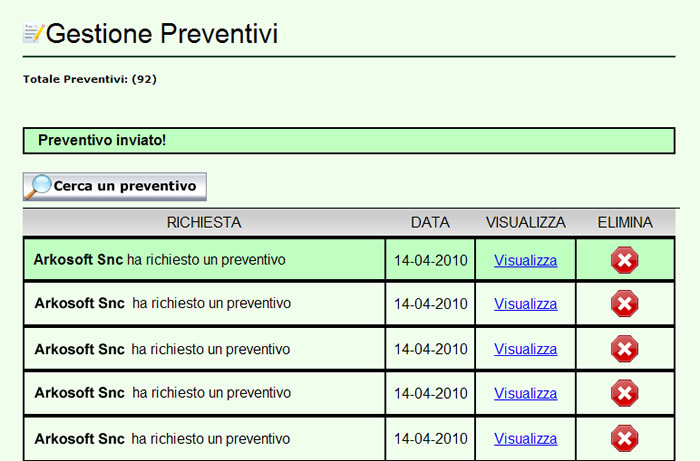 Gestione Preventivi
Totale Preventivi: (92)
Preventivo inviato!
Cerca un preventivo
RICHIESTA DATA VISUALIZZA ELIMINA
Arkosoft Snc ha richiesto un preventivo 14-04-2010 Visualizza
Arkosoft Snc ha richiesto un preventivo 14-04-2010 Visualizza
Arkosoft Snc ha richiesto un preventivo 14-04-2010 Visualizza
Arkosoft Snc ha richiesto un preventivo 14-04-2010 Visualizza
Arkosoft Snc ha richiesto un preventivo 14-04-2010 Visualizza